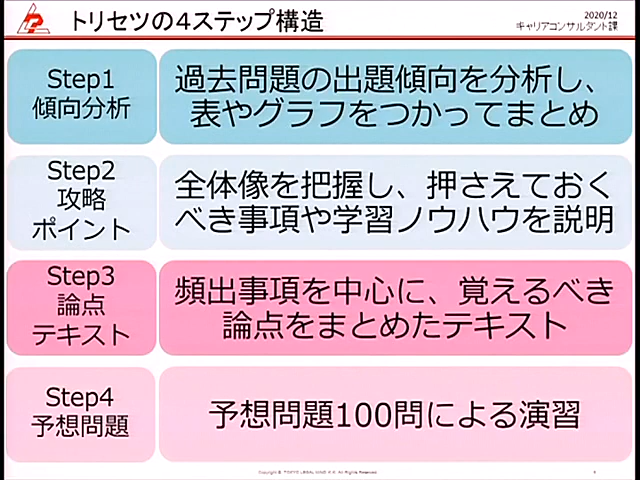 トリセツの４ステップ構造
2020/12
キャリアコンサルタント課
Step1
傾向分析
過去問題の出題傾向を分析し、
表やグラフをつかってまとめ
Step2
攻略
ポイント
全体像を把握し、押さえておく
べき事項や学習ノウハウを説明
Step3
論点
テキスト
頻出事項を中心に、覚えるべき
論点をまとめたテキスト
Step4
予想問題
予想問題100問による演習
Copyright © TOKYO LEGAL MIND K.K. All Rights Reserved.